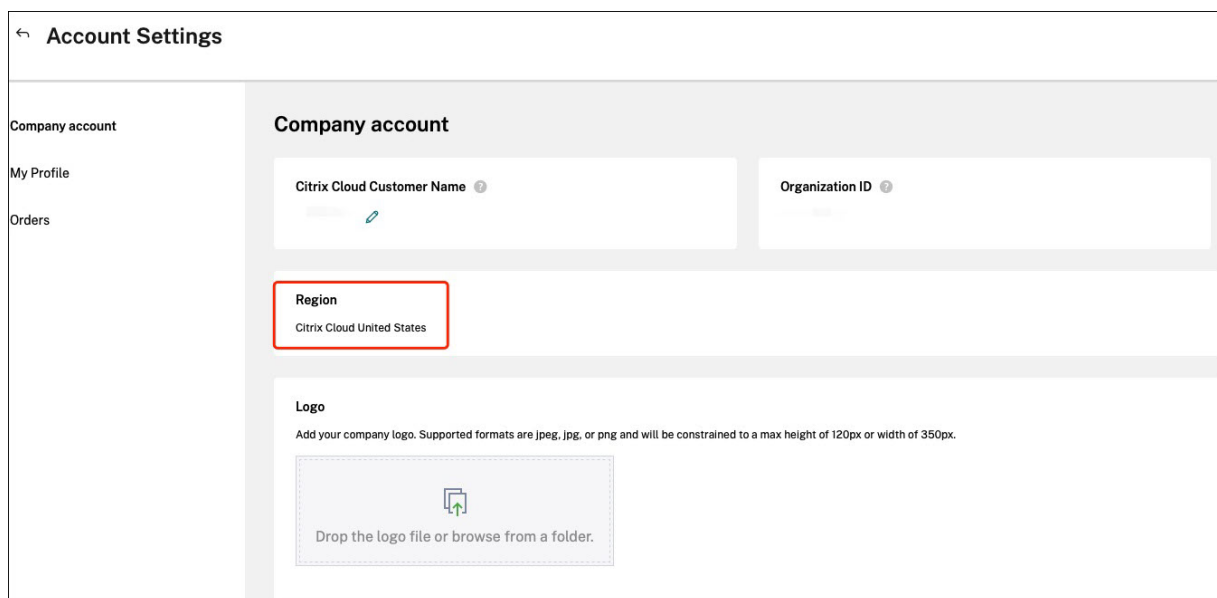 Account Settings
Company account
My Profile
Orders
Company account
Citrix Cloud Customer Name
Organization ID
Region
Citrix Cloud United States
Logo
Add your company logo. Supported formats are jpeg, jpg, or png and will be constrained to a max height of 120px or width of 350px.
Drop the logo file or browse from a folder.